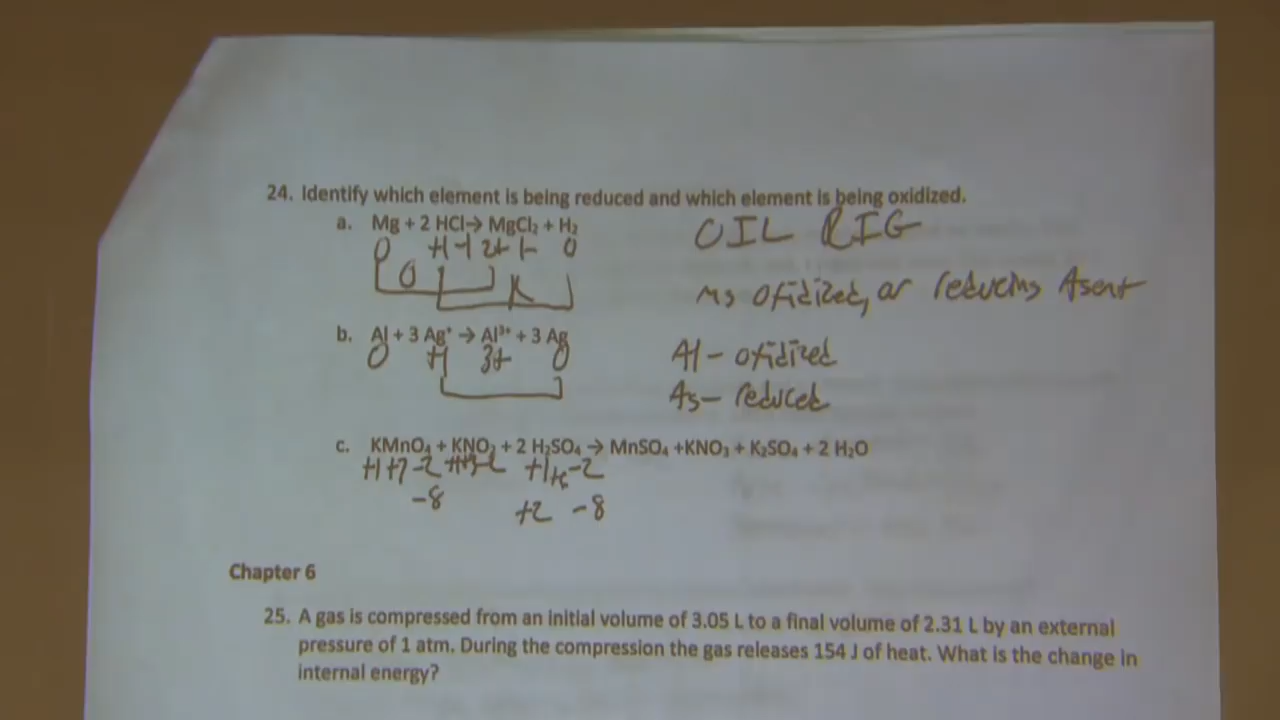 24. Identify which element is being reduced and which element is being oxidized.
a. Mg + 2 HCl→ MgCl₂ + H₂
OIL RIG
0 +1 -1 2+ 1- 0
O R
Mg Oxidized, or reducing Agent
b. Al + 3 Ag⁺ → Al³⁺ + 3 Ag
0 +1 3+ 0
Al - oxidized
Ag - reduced
c. KMnO₄ + KNO₂ + 2 H₂SO₄ → MnSO₄ +KNO₃ + K₂SO₄ + 2 H₂O
+1 +7 -2 +1 +3 -2 +1 +6 -2
-8 +2 -8
Chapter 6
25. A gas is compressed from an initial volume of 3.05 L to a final volume of 2.31 L by an external
pressure of 1 atm. During the compression the gas releases 154 J of heat. What is the change in
internal energy?